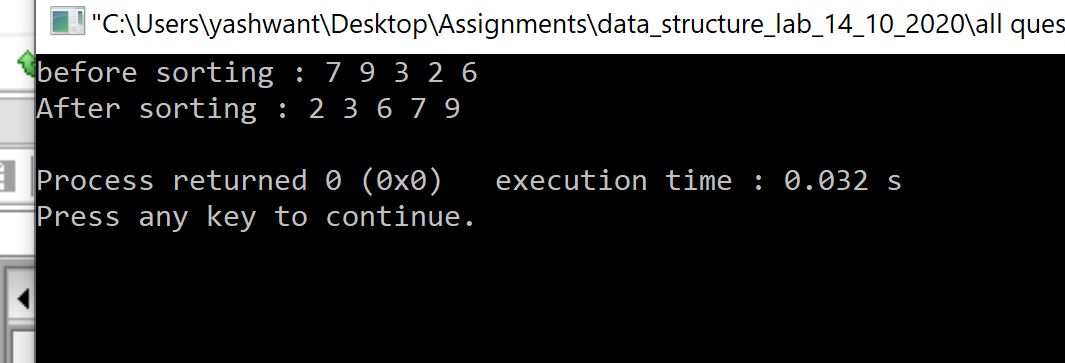 "C:\Users\yashwant\Desktop\Assignments\data_structure_lab_14_10_2020\all ques
before sorting : 7 9 3 2 6
After sorting : 2 3 6 7 9
Process returned 0 (0x0)   execution time : 0.032 s
Press any key to continue.